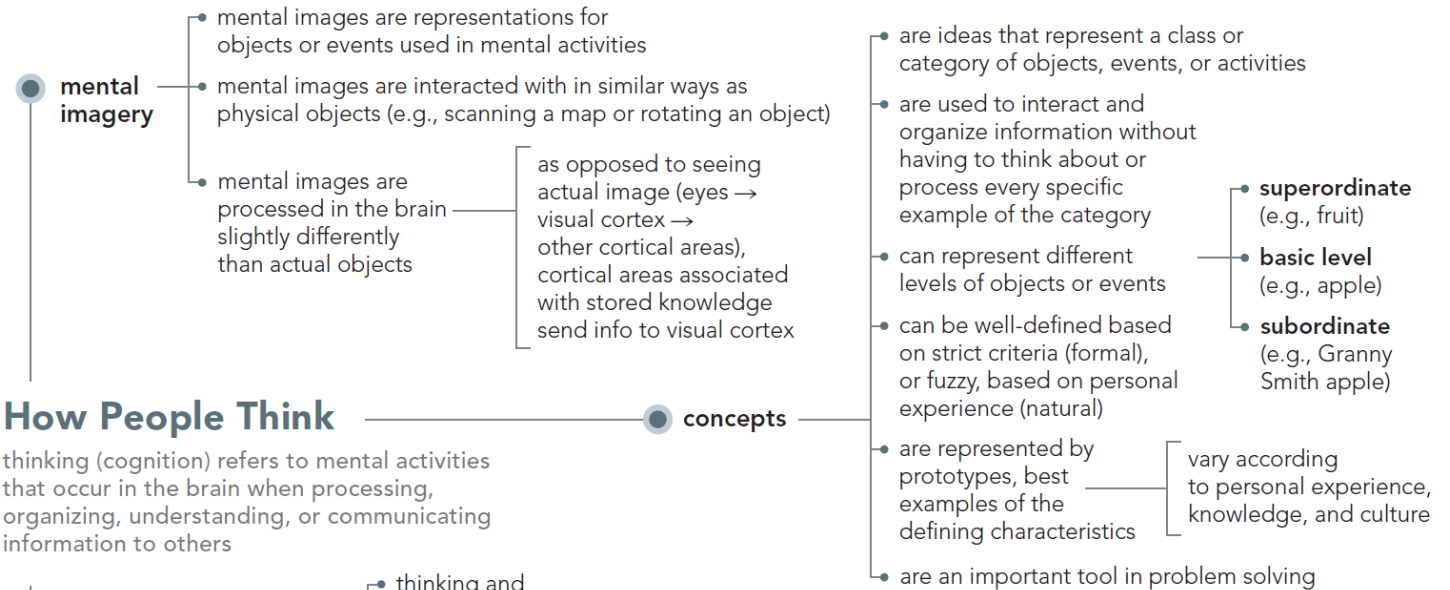 mental
imagery
mental images are representations for
objects or events used in mental activities
mental images are interacted with in similar ways as
physical objects (e.g., scanning a map or rotating an object)
mental images are
processed in the brain
slightly differently
than actual objects
as opposed to seeing
actual image (eyes →
visual cortex →
other cortical areas),
cortical areas associated
with stored knowledge
send info to visual cortex
How People Think
thinking (cognition) refers to mental activities
that occur in the brain when processing,
organizing, understanding, or communicating
information to others
concepts
are ideas that represent a class or
category of objects, events, or activities
are used to interact and
organize information without
having to think about or
process every specific
example of the category
can represent different
levels of objects or events
superordinate
(e.g., fruit)
basic level
(e.g., apple)
subordinate
(e.g., Granny
Smith apple)
can be well-defined based
on strict criteria (formal),
or fuzzy, based on personal
experience (natural)
are represented by
prototypes, best
examples of the
defining characteristics
vary according
to personal experience,
knowledge, and culture
are an important tool in problem solving
thinking and